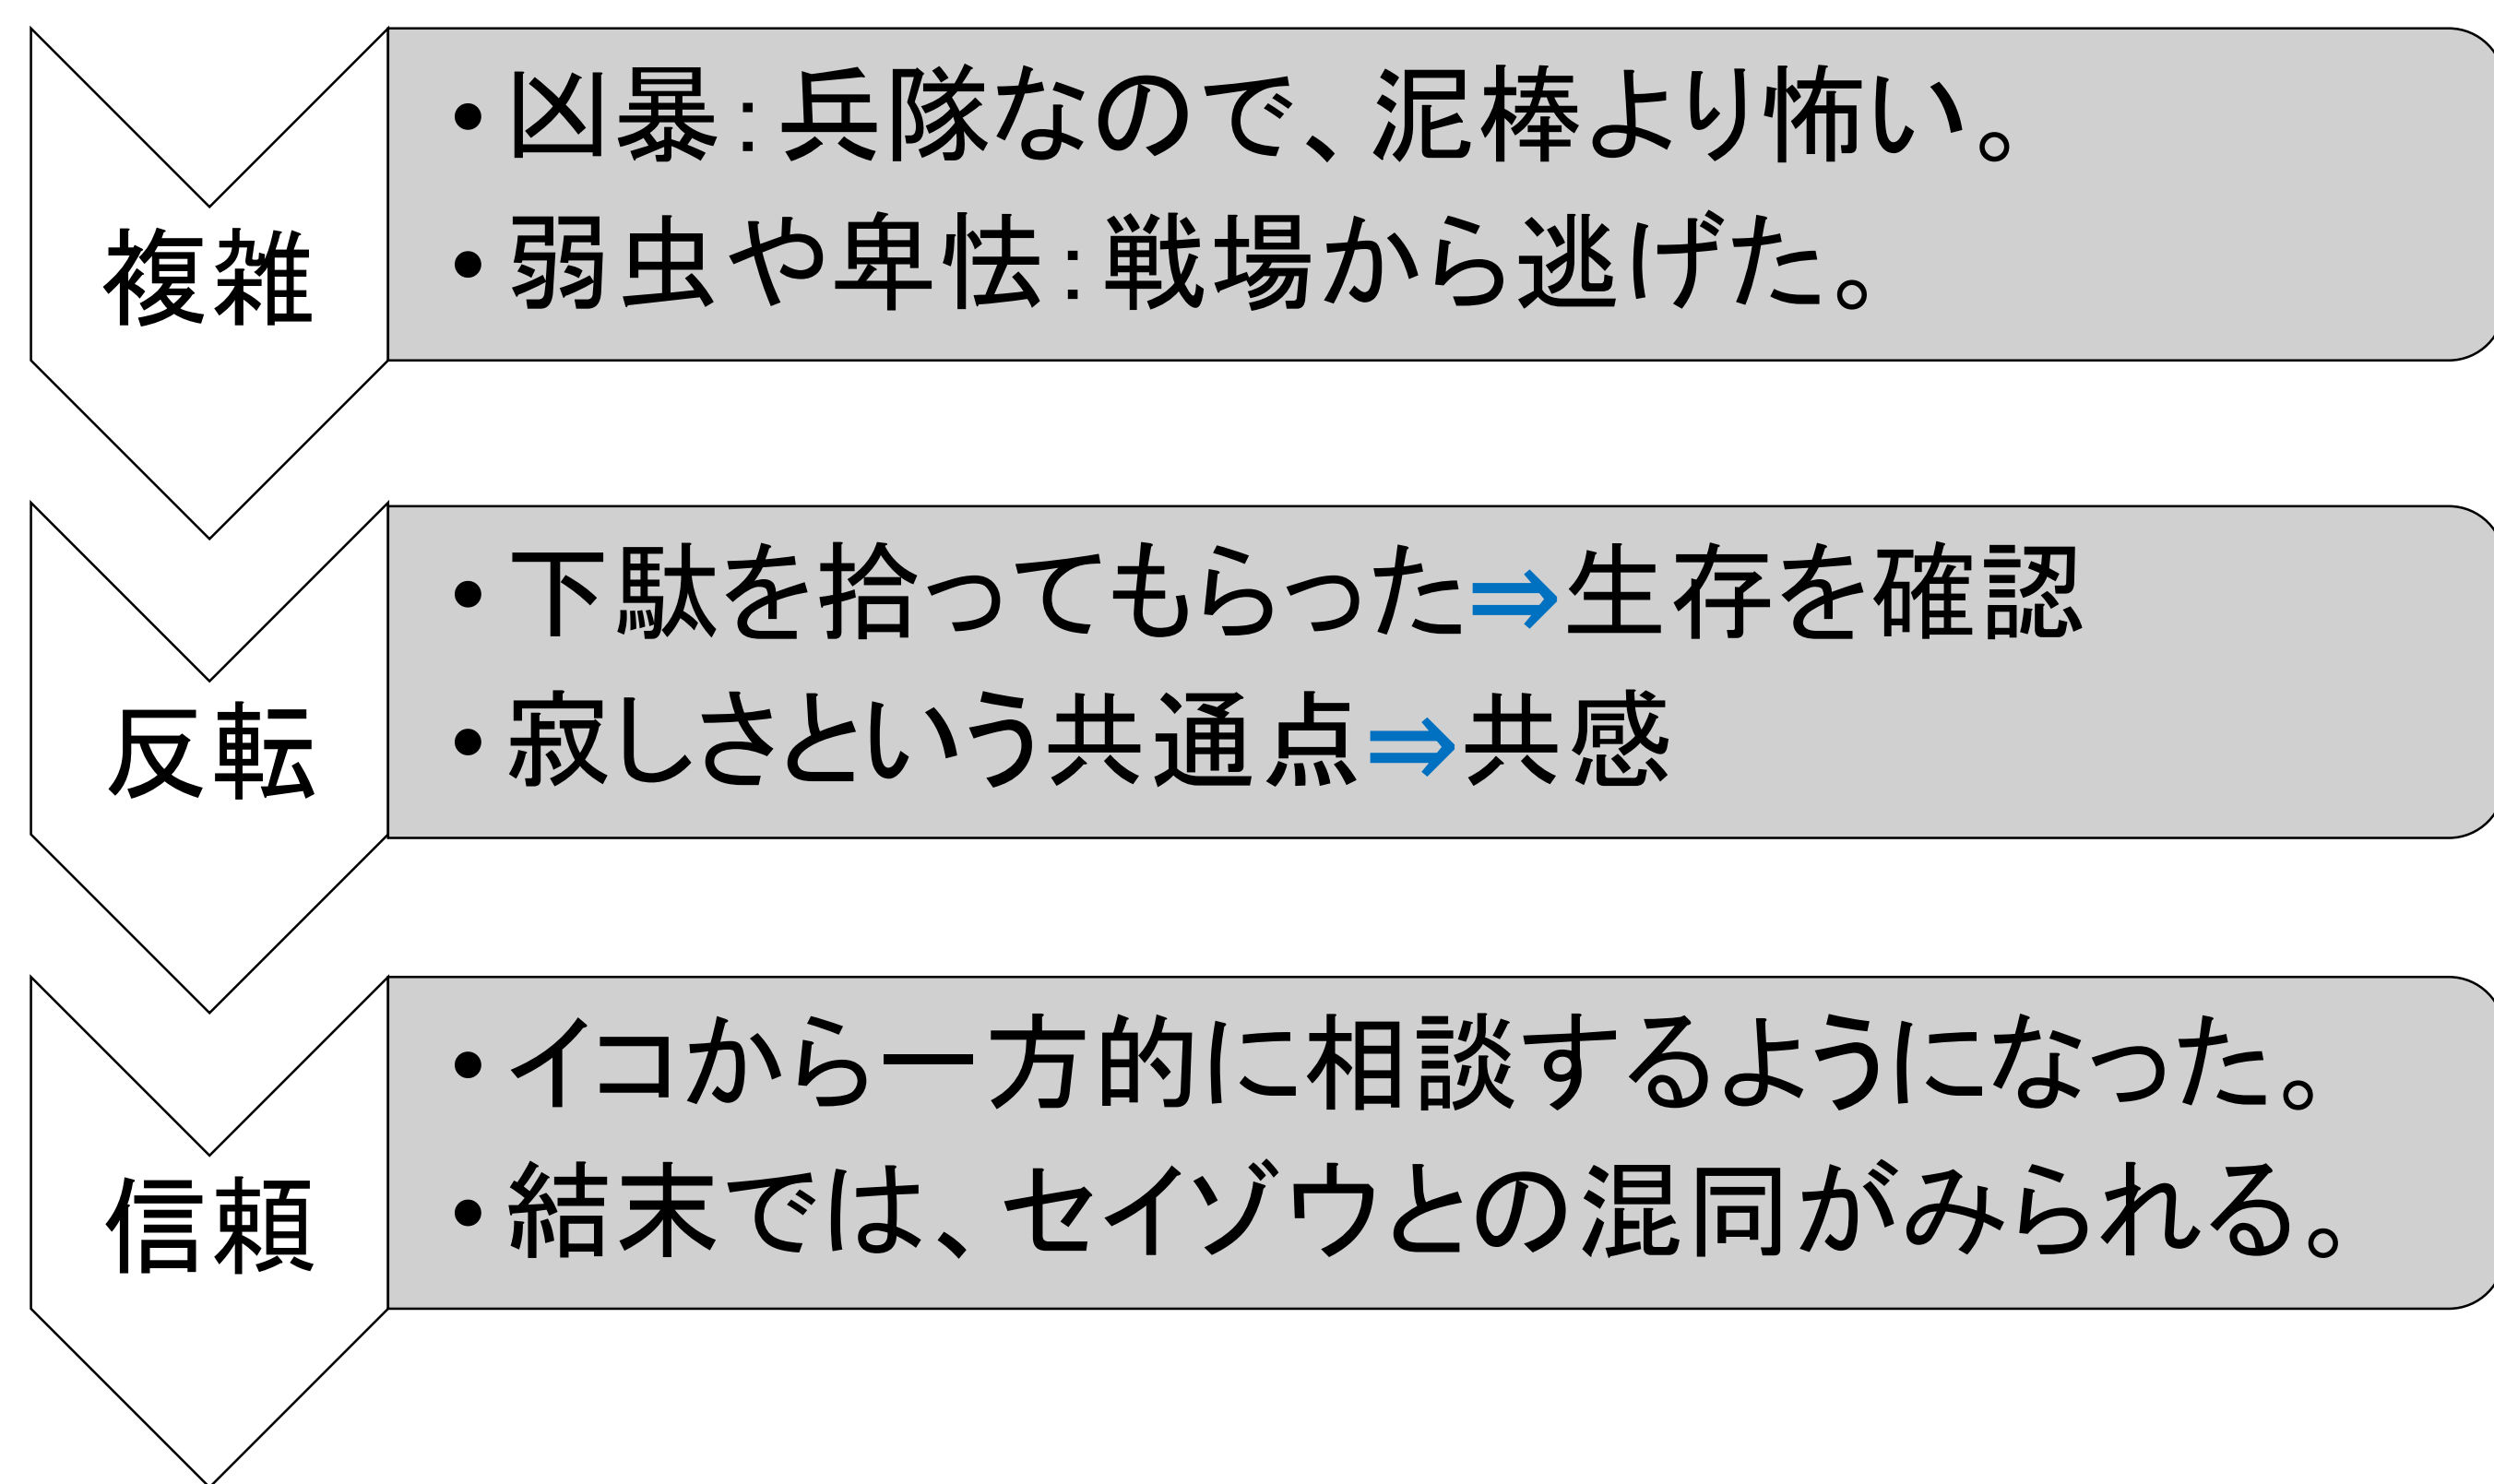 複雑
・凶暴：兵隊なので、泥棒より怖い。
・弱虫や卑怯：戦場から逃げた。
反転
・下駄を拾ってもらった⇒生存を確認
・寂しさという共通点⇒共感
信頼
・イコから一方的に相談するようになった。
・結末では、セイゾウとの混同がみられる。